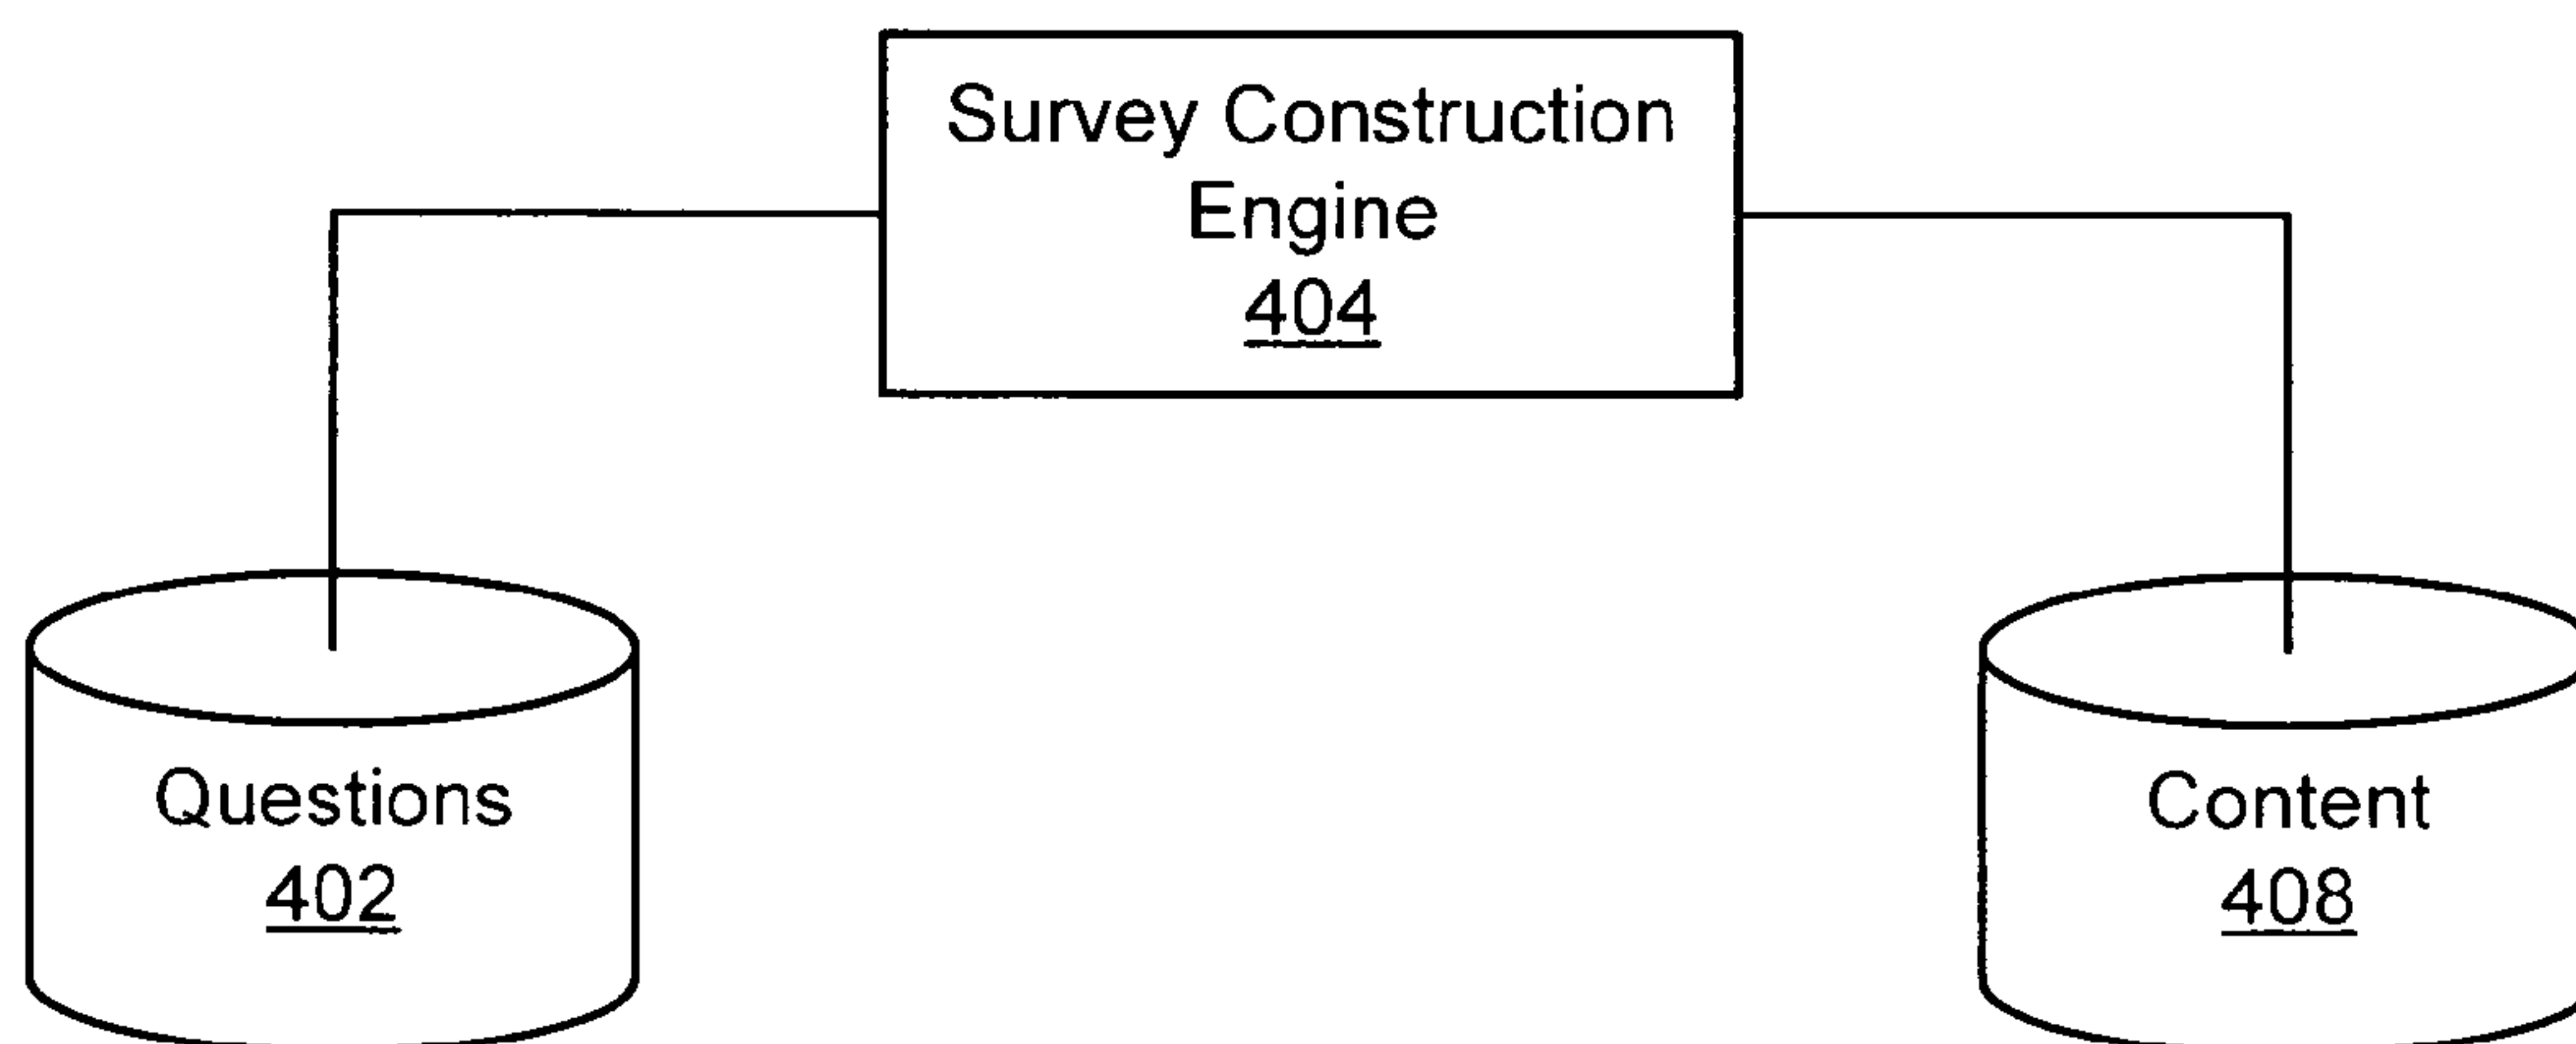 Survey Construction
Engine
404
Questions
402
Content
408